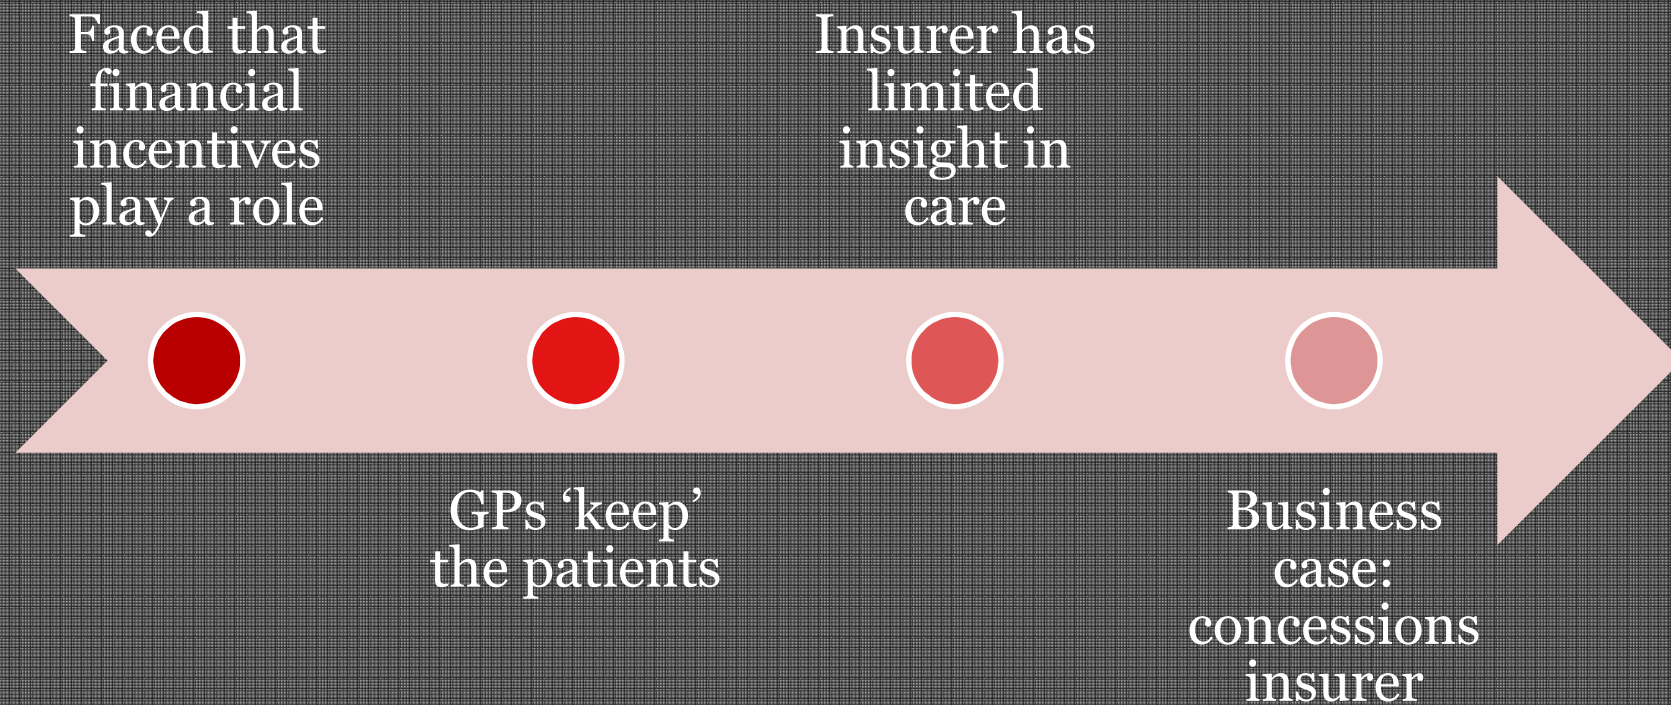 Faced that
financial
incentives
play a role
GPs ‘keep’
the patients
Insurer has
limited
insight in
care
Business
case:
concessions
insurer